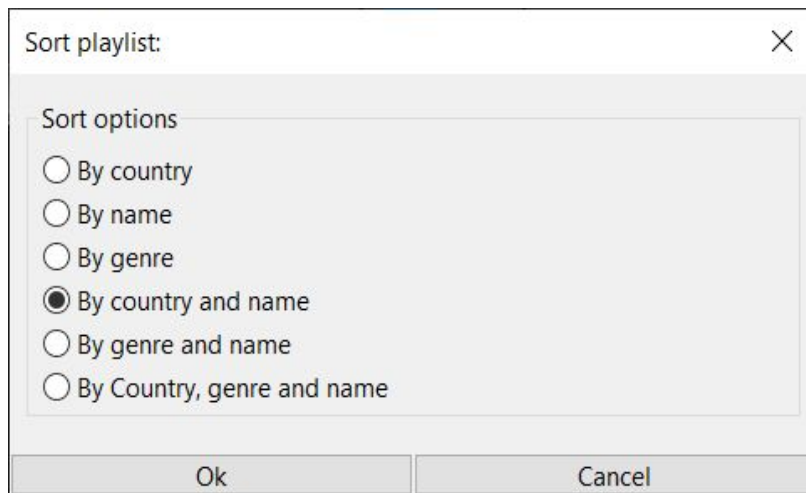 Sort playlist:
Sort options
By country
By name
By genre
By country and name
By genre and name
By Country, genre and name
Ok
Cancel